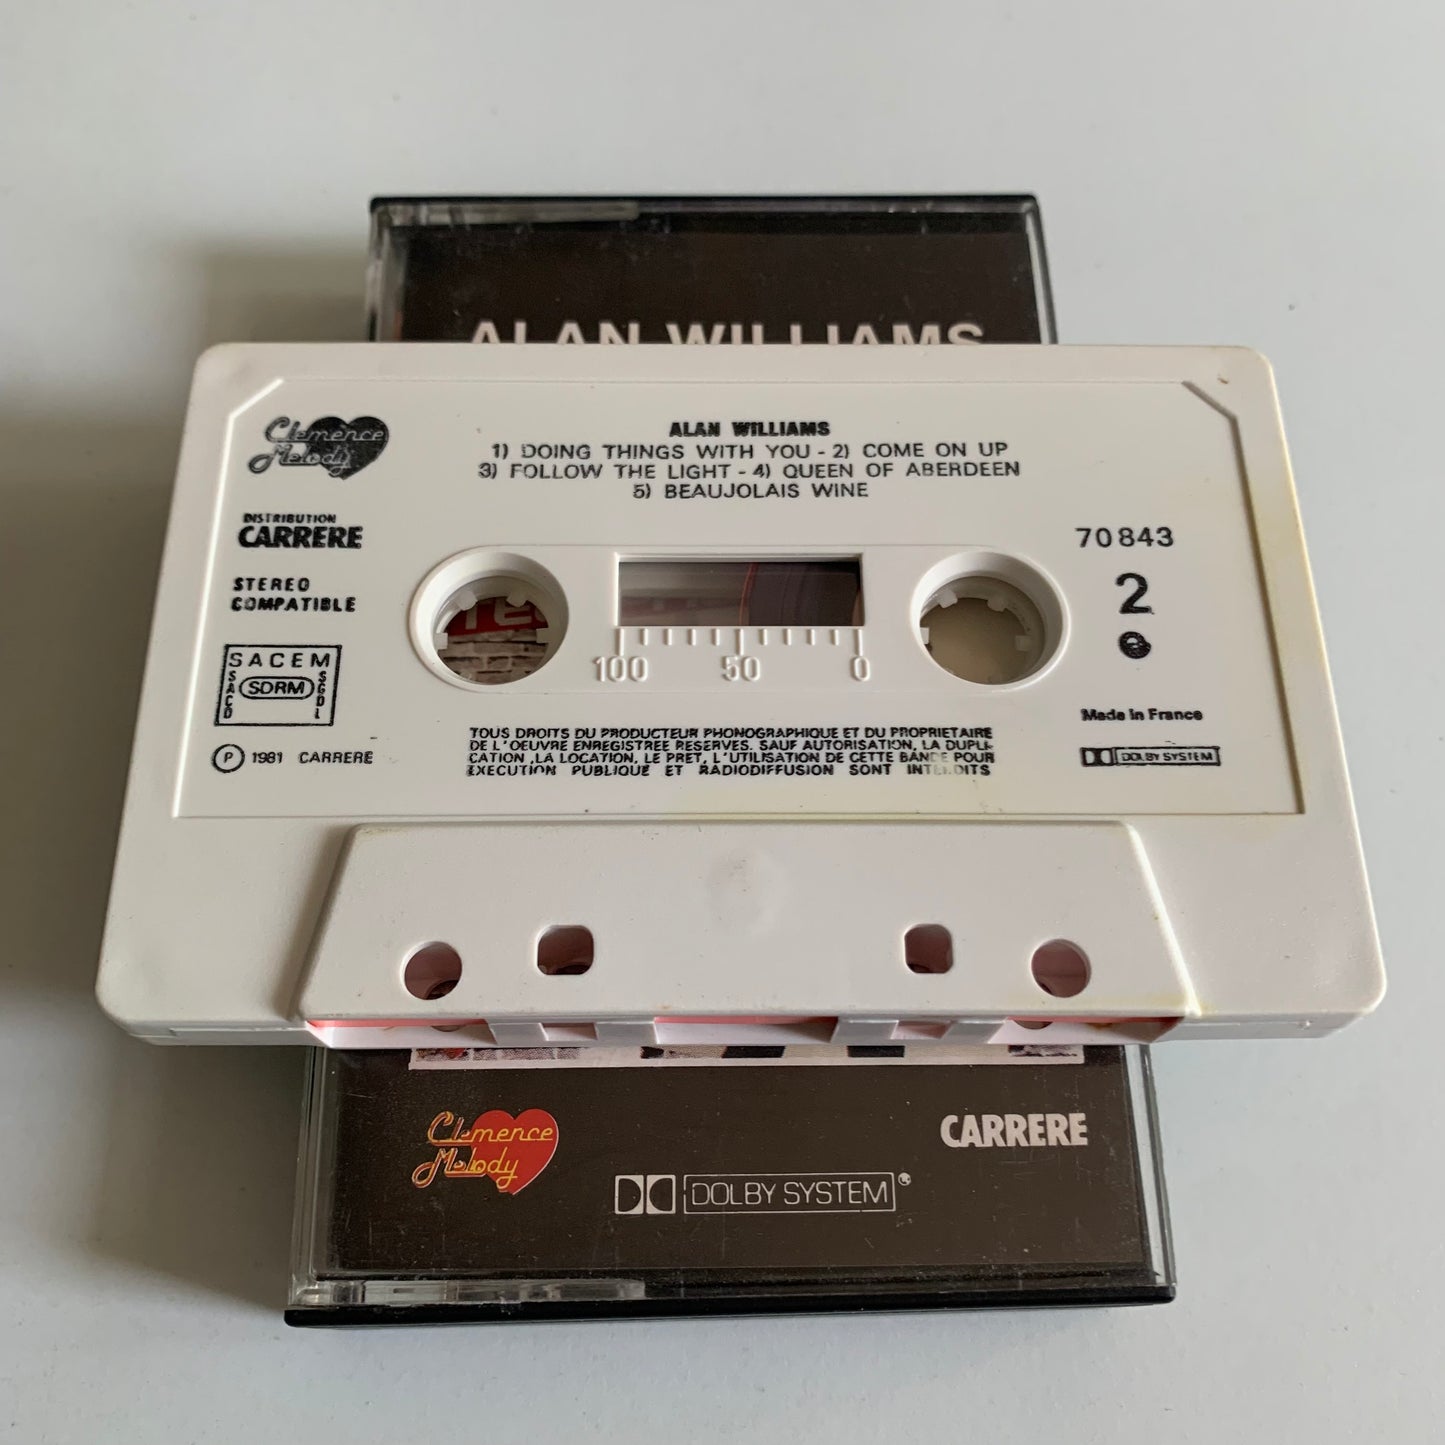 ALAN WILLIAMS
Clemence
Melody
ALAN WILLIAMS
1) DOING THINGS WITH YOU - 2) COME ON UP
3) FOLLOW THE LIGHT - 4) QUEEN OF ABERDEEN
5) BEAUJOLAIS WINE
DISTRIBUTION
CARRERE
STEREO
COMPATIBLE
70 843
2
SACEM
SACD
SDRM
SGDL
Ⓟ 1981 CARRERE
100 50 0
Made in France
DOLBY SYSTEM
TOUS DROITS DU PRODUCTEUR PHONOGRAPHIQUE ET DU PROPRIETAIRE
DE L'OEUVRE ENREGISTREE RESERVES. SAUF AUTORISATION, LA DUPLI-
CATION ,LA LOCATION, LE PRET, L'UTILISATION DE CETTE BANDE POUR
EXECUTION PUBLIQUE ET RADIODIFFUSION SONT INTERDITS
Clemence
Melody
CARRERE
DOLBY SYSTEM®